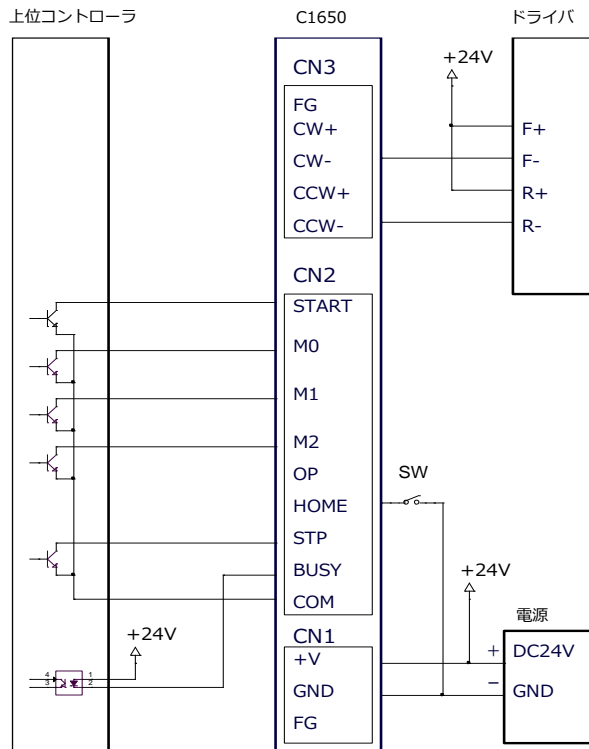 上位コントローラ
C1650
ドライバ
CN3
FG
CW+
CW-
CCW+
CCW-
+24V
F+
F-
R+
R-
CN2
START
M0
M1
M2
OP
HOME
STP
BUSY
COM
SW
+24V
電源
+ DC24V
− GND
CN1
+V
GND
FG
+24V
4 1
3 2